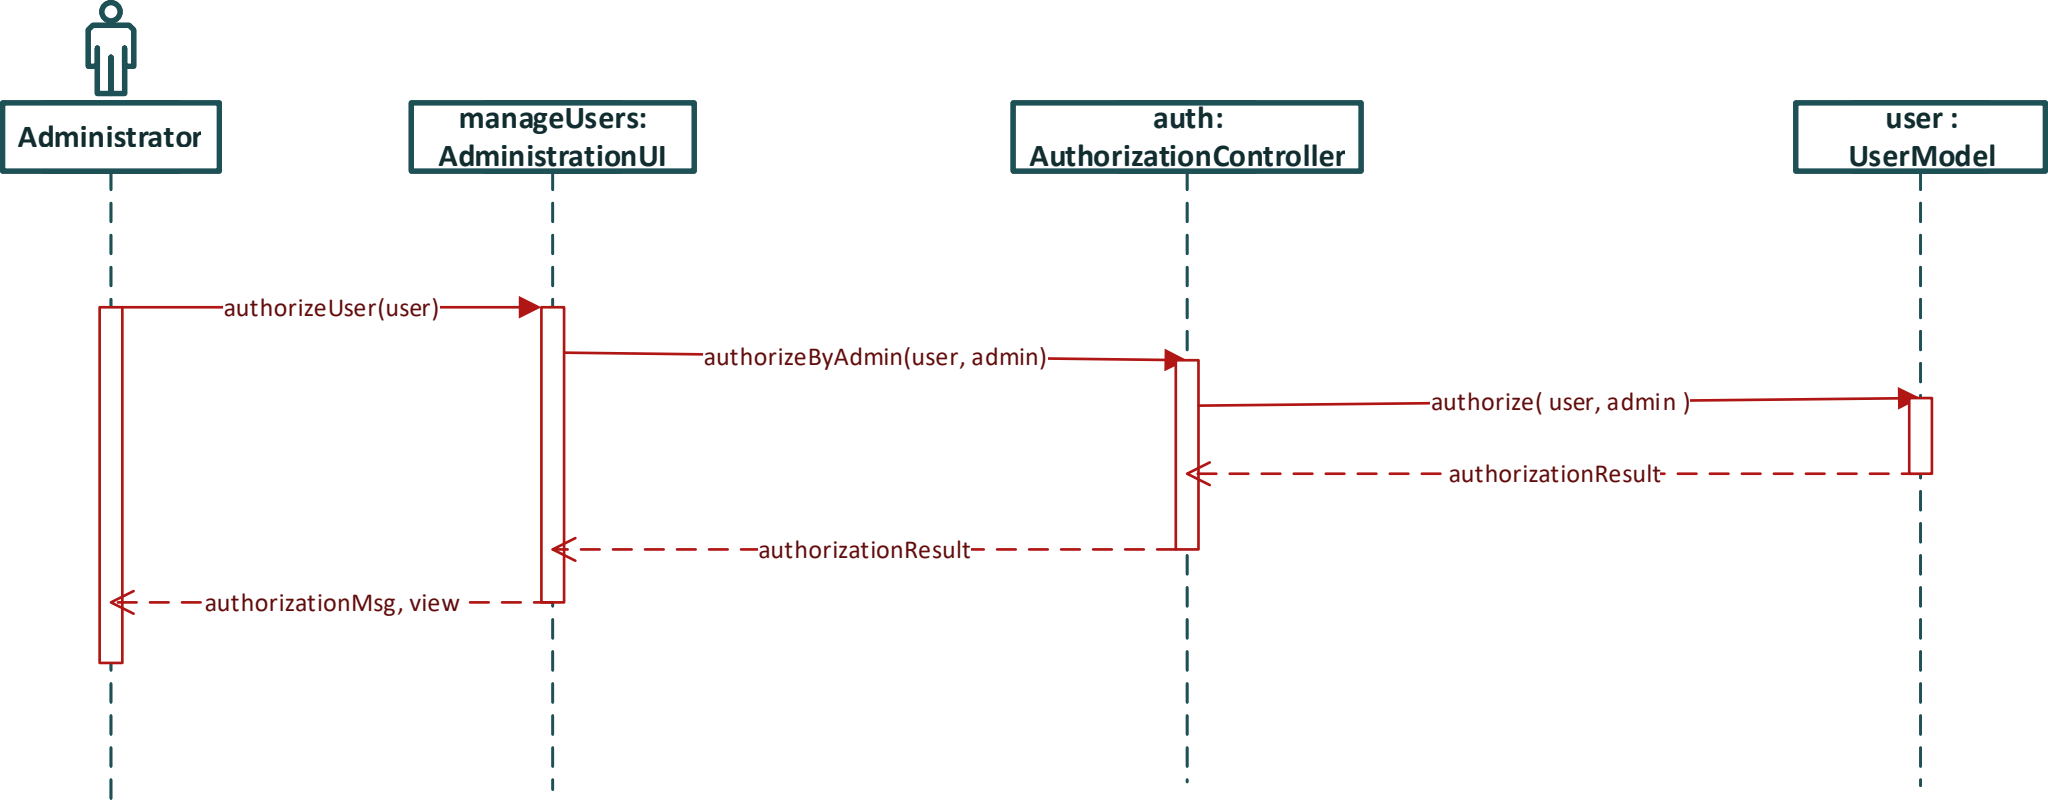 Administrator
manageUsers:
AdministrationUI
auth:
AuthorizationController
user :
UserModel
authorizeUser(user)
authorizeByAdmin(user, admin)
authorize( user, admin )
authorizationResult
authorizationResult
authorizationMsg, view